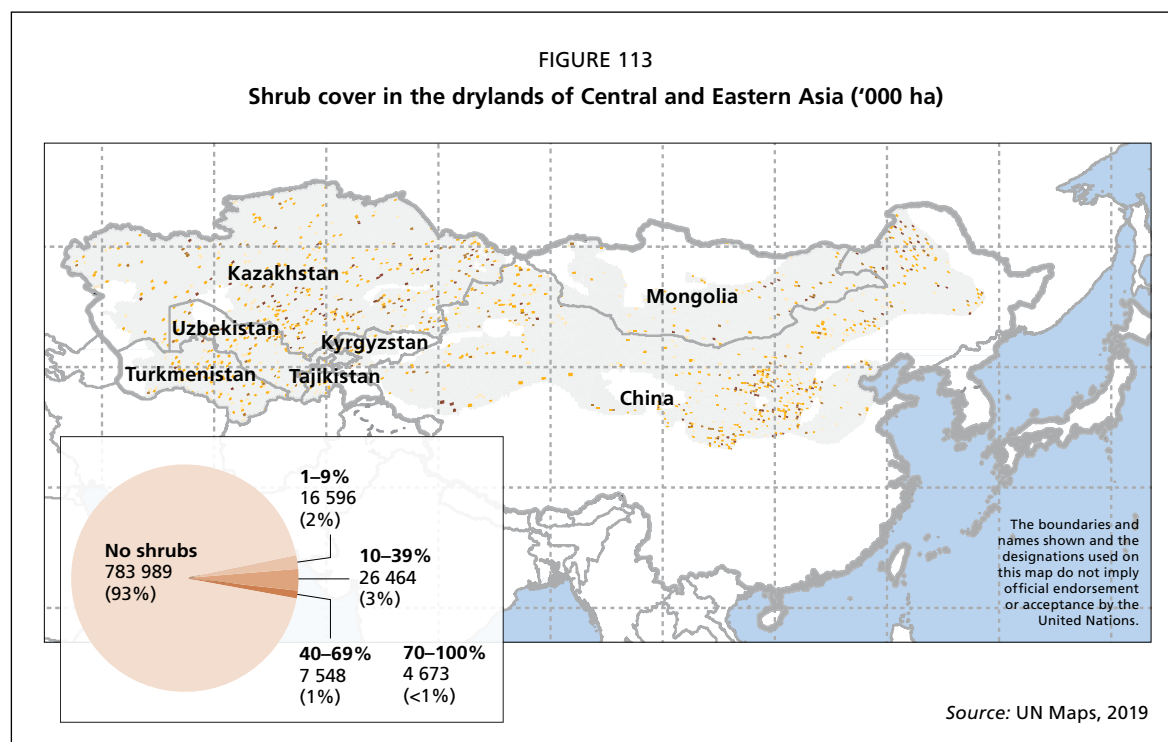 FIGURE 113
Shrub cover in the drylands of Central and Eastern Asia (‘000 ha)
Kazakhstan
Mongolia
Uzbekistan
Kyrgyzstan
Turkmenistan
Tajikistan
China
No shrubs
783 989
(93%)
1–9%
16 596
(2%)
10–39%
26 464
(3%)
40–69%
7 548
(1%)
70–100%
4 673
(<1%)
The boundaries and
names shown and the
designations used on
this map do not imply
official endorsement
or acceptance by the
United Nations.
Source: UN Maps, 2019